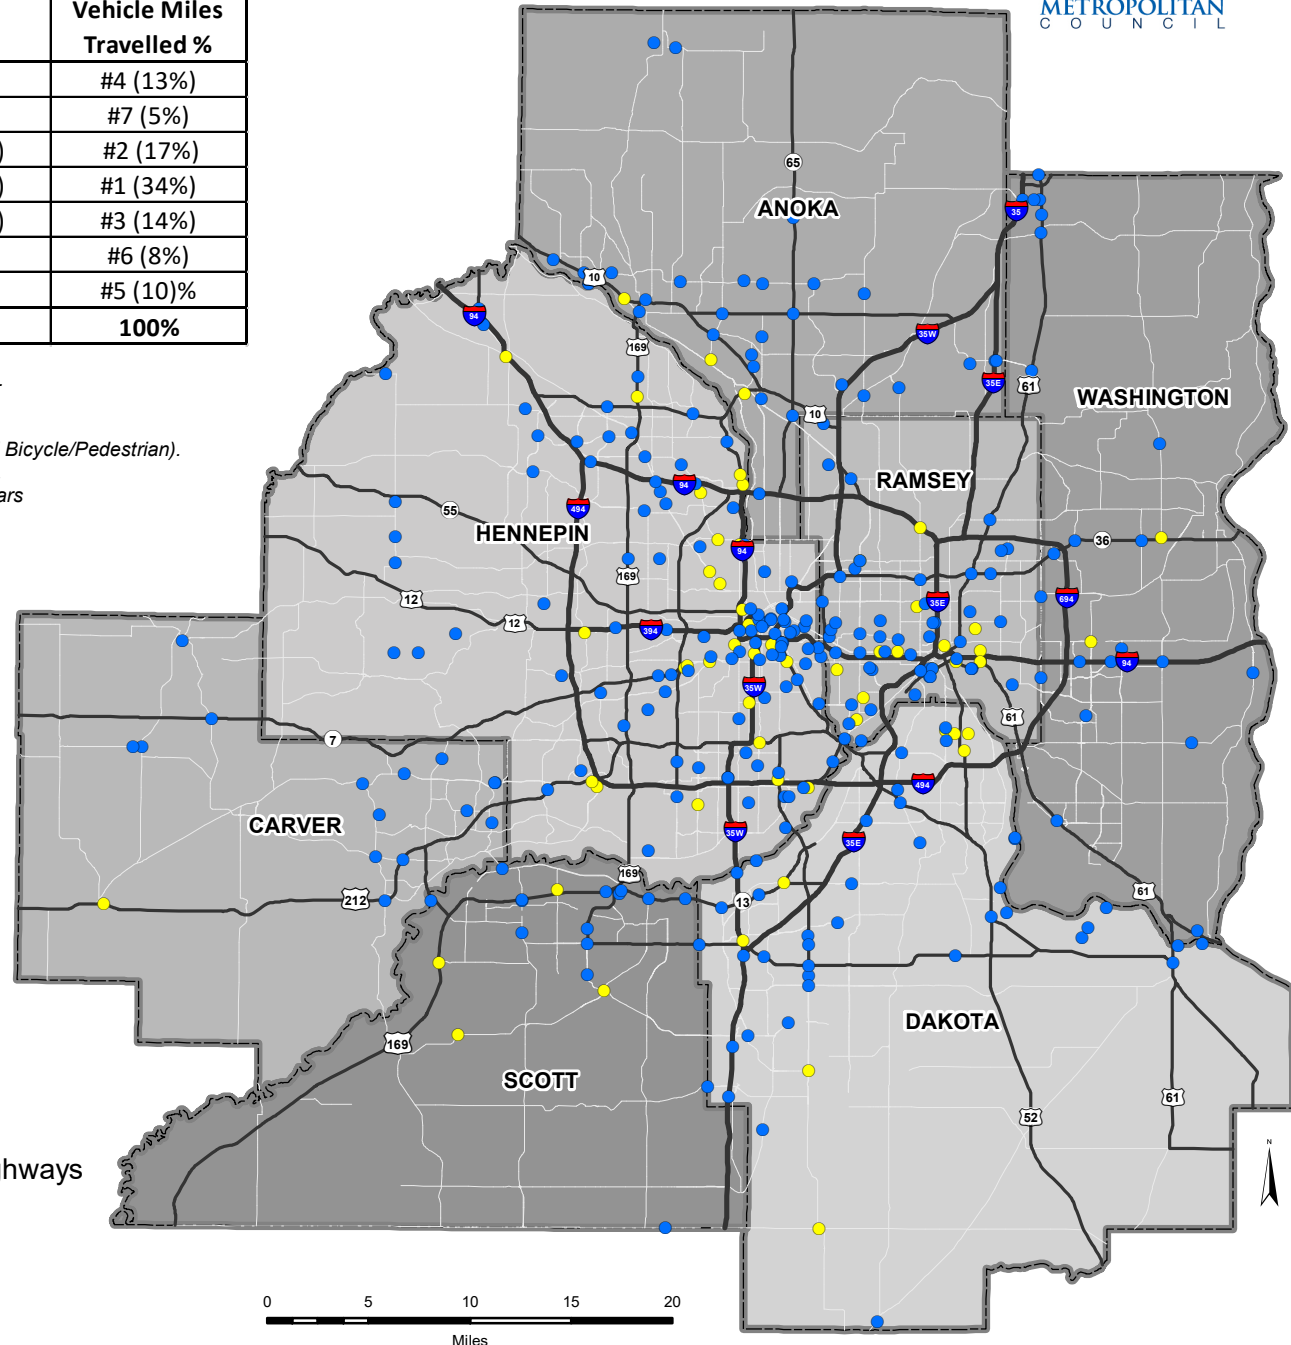 Vehicle Miles
Travelled %
#4 (13%)
#7 (5%)
) #2 (17%)
) #1 (34%)
) #3 (14%)
#6 (8%)
#5 (10)%
100%
METROPOLITAN
COUNCIL
Bicycle/Pedestrian).
ars
65
ANOKA
35
10
94
169
35W
35E
61
WASHINGTON
10
RAMSEY
94
494
55
HENNEPIN
36
94
169
12
35E
694
12
394
94
35W
61
7
494
CARVER
35W
35E
169
212
13
61
DAKOTA
169
SCOTT
61
52
N
ghways
0 5 10 15 20
Miles